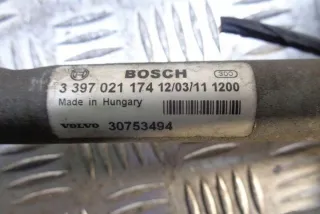 BOSCH
3 397 021 174 12/03/11 1200
Made in Hungary
VOLVO 30753494